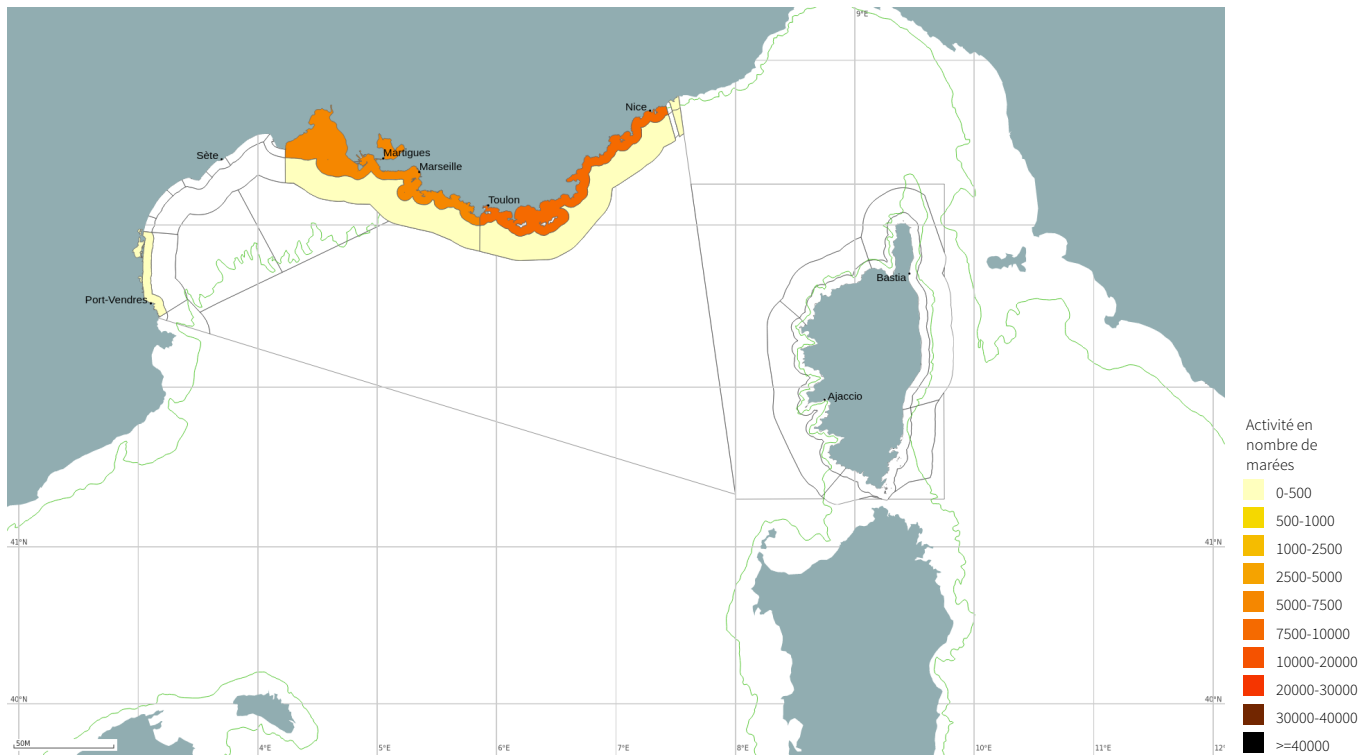 9°E
Nice
Sète
Martigues
Marseille
Toulon
Bastia
Port-Vendres
Ajaccio
41°N
41°N
40°N
40°N
50M
4°E
5°E
6°E
7°E
8°E
10°E
11°E
12°
Activité en
nombre de
marées
0-500
500-1000
1000-2500
2500-5000
5000-7500
7500-10000
10000-20000
20000-30000
30000-40000
>=40000